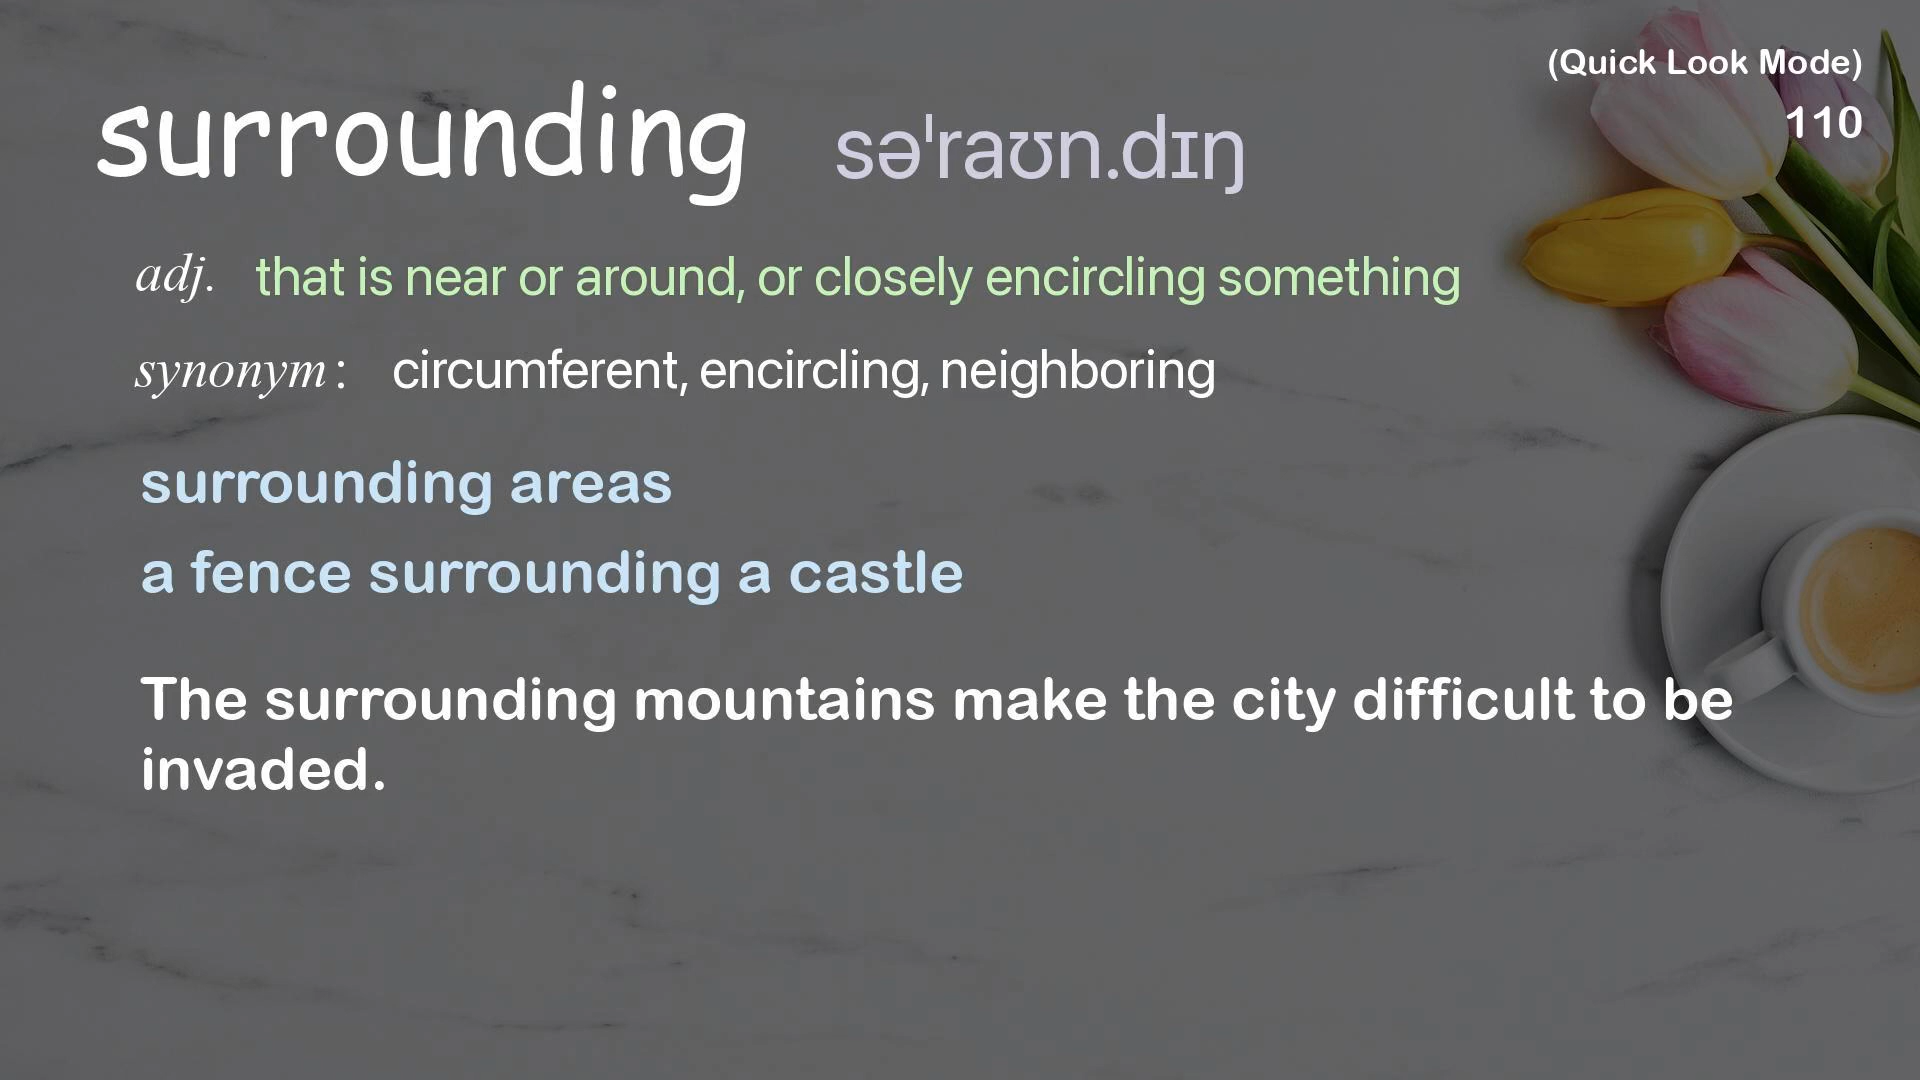 (Quick Look Mode)
110
surrounding səˈraʊn.dɪŋ
adj. that is near or around, or closely encircling something
synonym: circumferent, encircling, neighboring
surrounding areas
a fence surrounding a castle
The surrounding mountains make the city difficult to be
invaded.